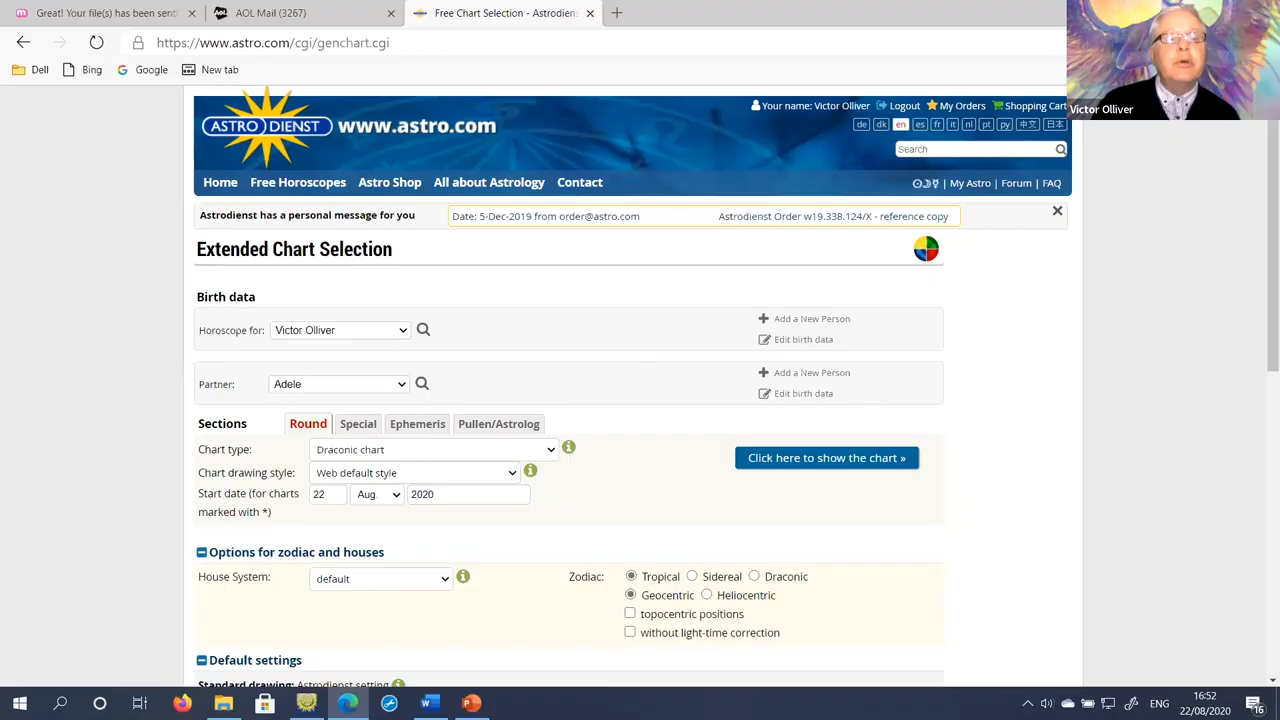 Great! Your file's been sent!
AOL Mail (3267)
Free Chart Selection - Astrodiens
https://www.astro.com/cgi/genchart.cgi
Dell Bing Google New tab
Victor Olliver
Your name: Victor Olliver Logout My Orders Shopping Cart
ASTRO DIENST www.astro.com
de dk en es fr it nl pt py 中文 日本
Search
Home Free Horoscopes Astro Shop All about Astrology Contact
My Astro | Forum | FAQ
Astrodienst has a personal message for you Date: 5-Dec-2019 from order@astro.com Astrodienst Order w19.338.124/X - reference copy
Extended Chart Selection
Birth data
Horoscope for: Victor Olliver
Add a New Person
Edit birth data
Partner: Adele
Add a New Person
Edit birth data
Sections Round Special Ephemeris Pullen/Astrolog
Chart type: Draconic chart
Click here to show the chart »
Chart drawing style: Web default style
Start date (for charts 22 Aug. 2020
marked with *)
Options for zodiac and houses
House System: default Zodiac: Tropical Sidereal Draconic
Geocentric Heliocentric
topocentric positions
without light-time correction
Default settings
Standard drawing: Astrodienst setting
ENG
16:52
22/08/2020
16